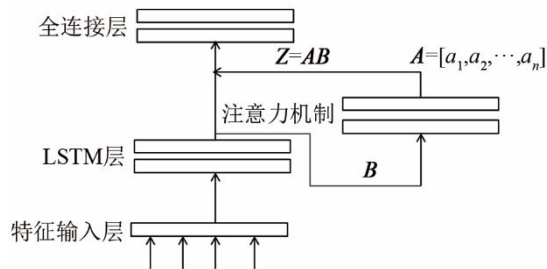 全连接层
Z=AB
A=[a₁,a₂,⋯,aₙ]
注意力机制
LSTM层
B
特征输入层